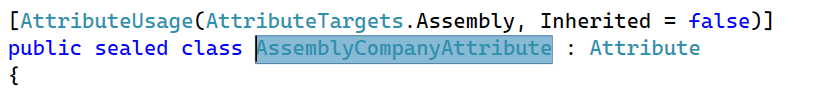 [AttributeUsage(AttributeTargets.Assembly, Inherited = false)]
public sealed class AssemblyCompanyAttribute : Attribute
{